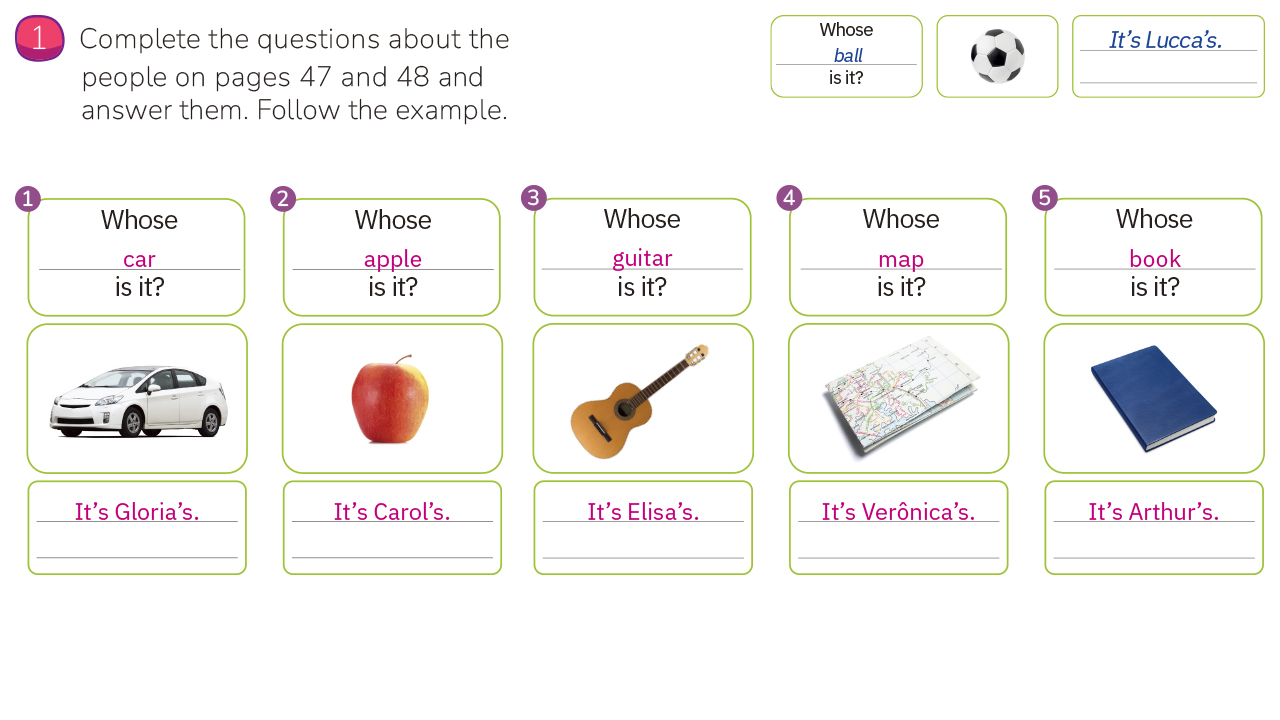 1
Complete the questions about the
people on pages 47 and 48 and
answer them. Follow the example.
Whose
ball
is it?
It’s Lucca’s.
1
Whose
car
is it?
It’s Gloria’s.
2
Whose
apple
is it?
It’s Carol’s.
3
Whose
guitar
is it?
It’s Elisa’s.
4
Whose
map
is it?
It’s Verônica’s.
5
Whose
book
is it?
It’s Arthur’s.